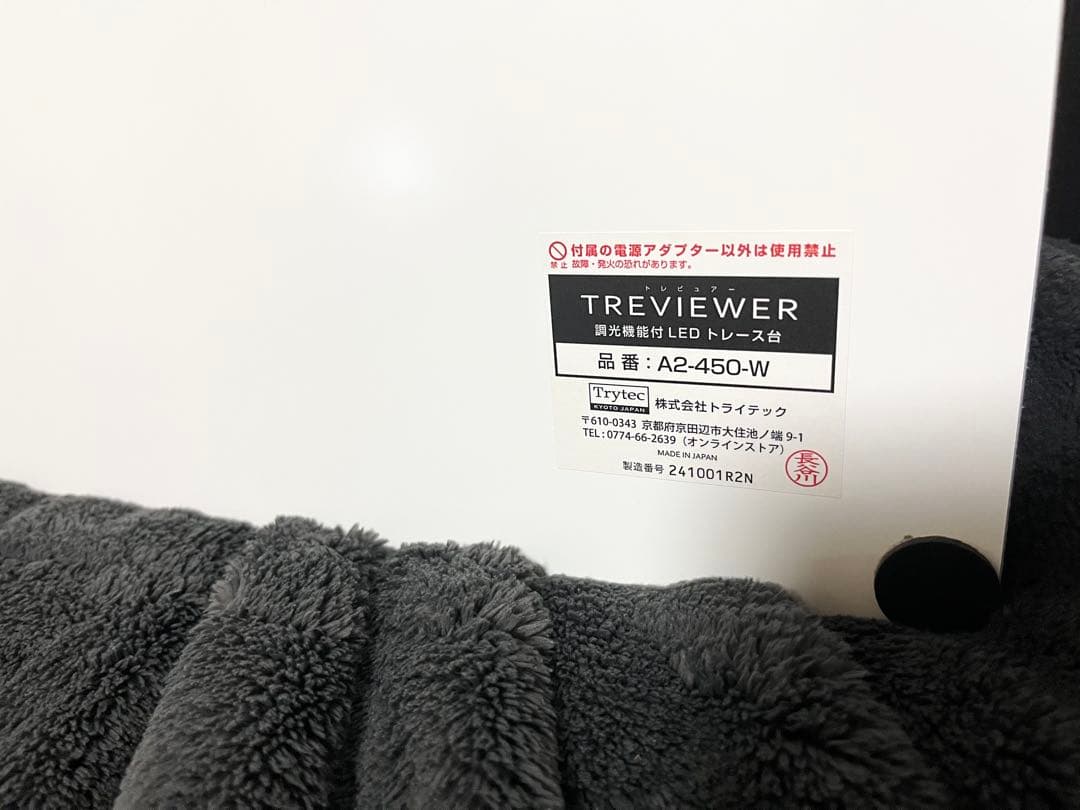 付属の電源アダプター以外は使用禁止
禁止 故障・発火の恐れがあります。
トレビュアー
TREVIEWER
調光機能付LEDトレース台
品番：A2-450-W
Trytec
KYOTO JAPAN
株式会社トライテック
〒610-0343 京都府京田辺市大住池ノ端9-1
TEL：0774-66-2639（オンラインストア）
MADE IN JAPAN
製造番号 241001R2N
長谷川